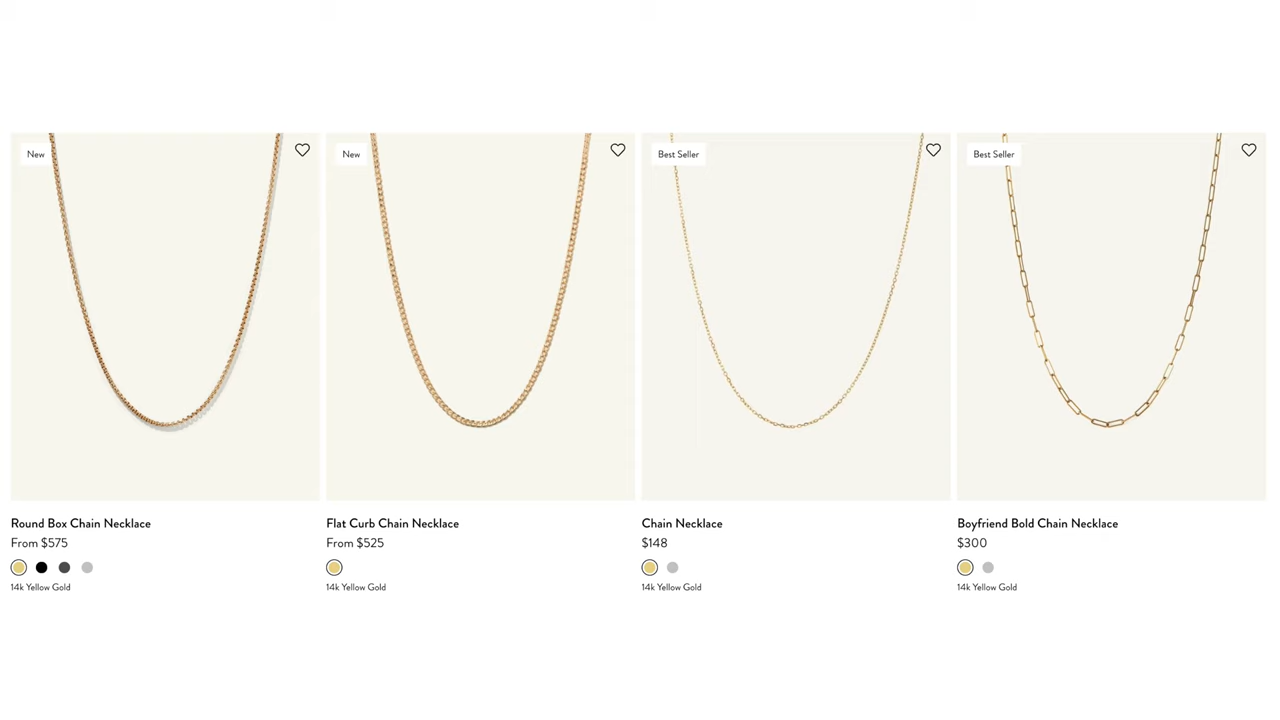 New
New
Best Seller
Best Seller
Round Box Chain Necklace
From $575
14k Yellow Gold
Flat Curb Chain Necklace
From $525
14k Yellow Gold
Chain Necklace
$148
14k Yellow Gold
Boyfriend Bold Chain Necklace
$300
14k Yellow Gold